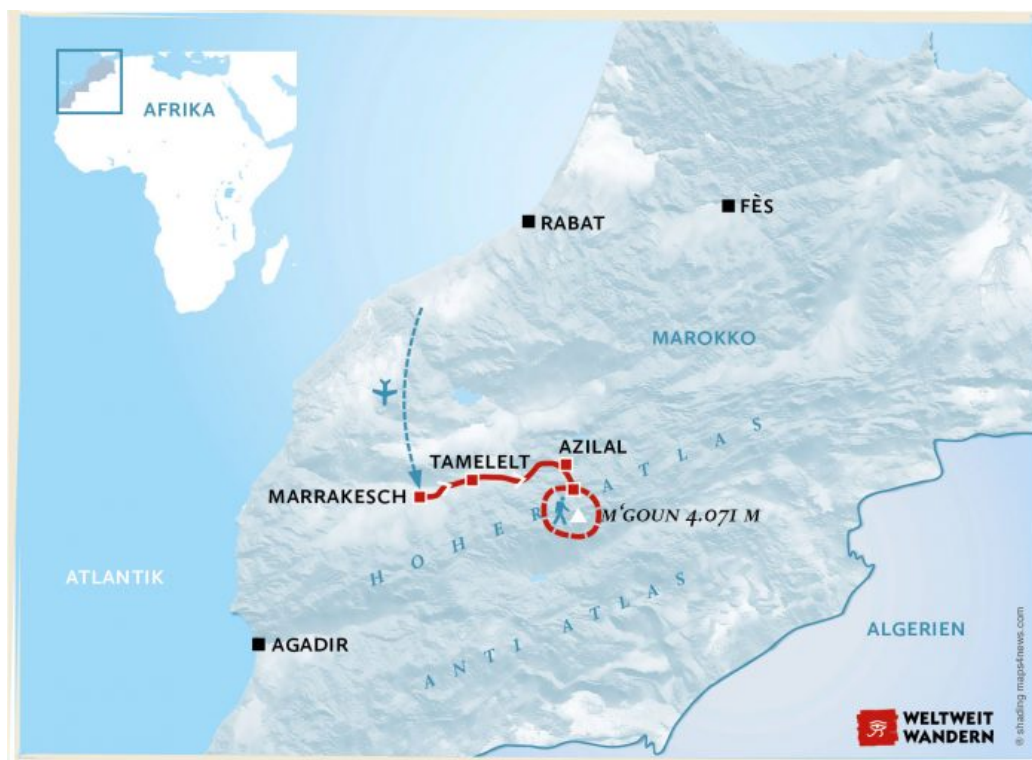 AFRIKA
RABAT
FÈS
MAROKKO
AZILAL
TAMELELT
MARRAKESCH
M'GOUN 4.071 M
HOHER ATLAS
ATLANTIK
ANTI ATLAS
AGADIR
ALGERIEN
WELTWEIT
WANDERN
© shading maps4news.com